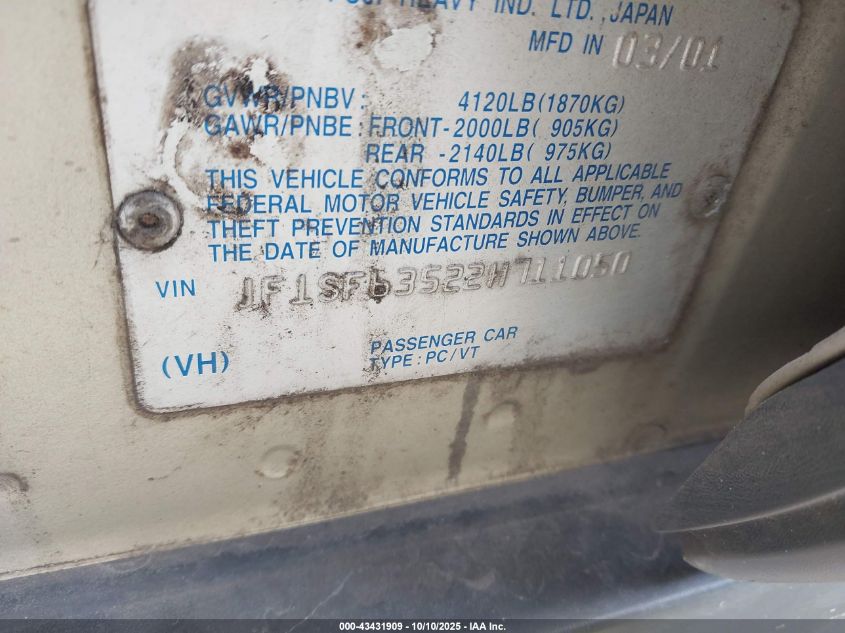 FUJI HEAVY IND. LTD.,JAPAN
MFD IN 03/01
GVWR/PNBV: 4120LB(1870KG)
GAWR/PNBE: FRONT-2000LB( 905KG)
REAR -2140LB( 975KG)
THIS VEHICLE CONFORMS TO ALL APPLICABLE
FEDERAL MOTOR VEHICLE SAFETY, BUMPER, AND
THEFT PREVENTION STANDARDS IN EFFECT ON
THE DATE OF MANUFACTURE SHOWN ABOVE.
VIN JF1SF63522H711050
(VH) PASSENGER CAR
TYPE: PC/VT
000-43431909 - 10/10/2025 - IAA Inc.